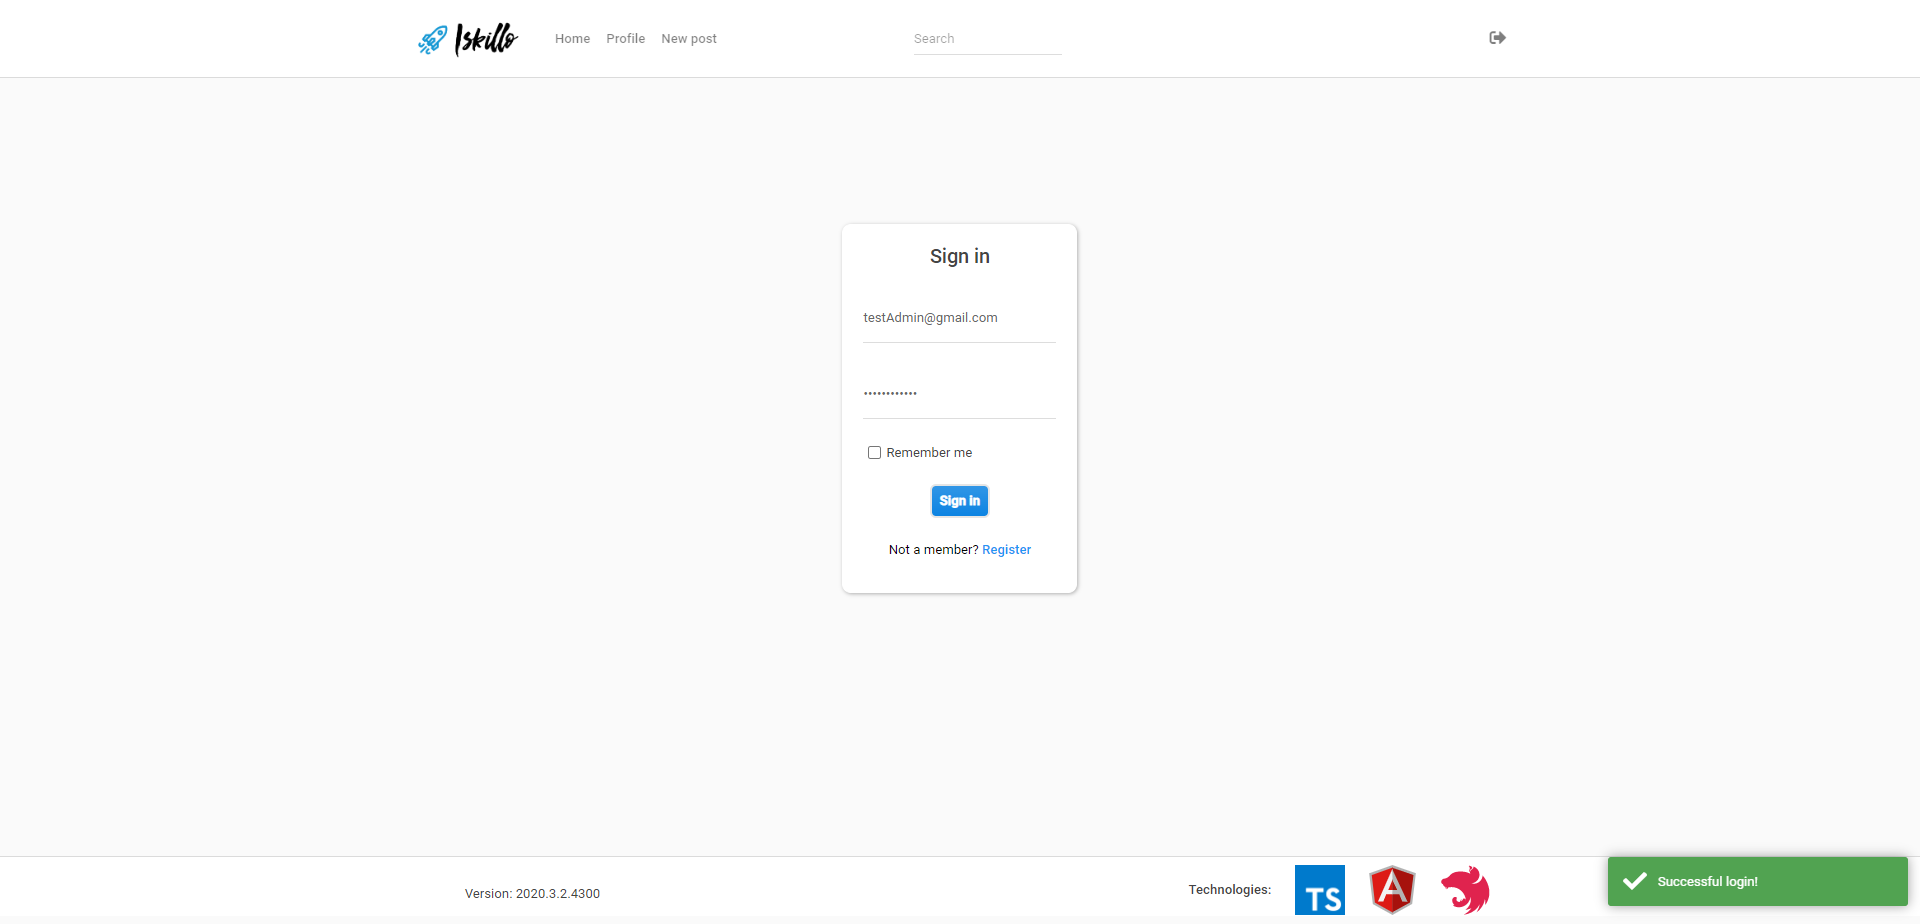 Iskillo
Home Profile New post
Search
Sign in
testAdmin@gmail.com
••••••••••••
Remember me
Sign in
Not a member? Register
Version: 2020.3.2.4300
Technologies:
TS
A
Successful login!